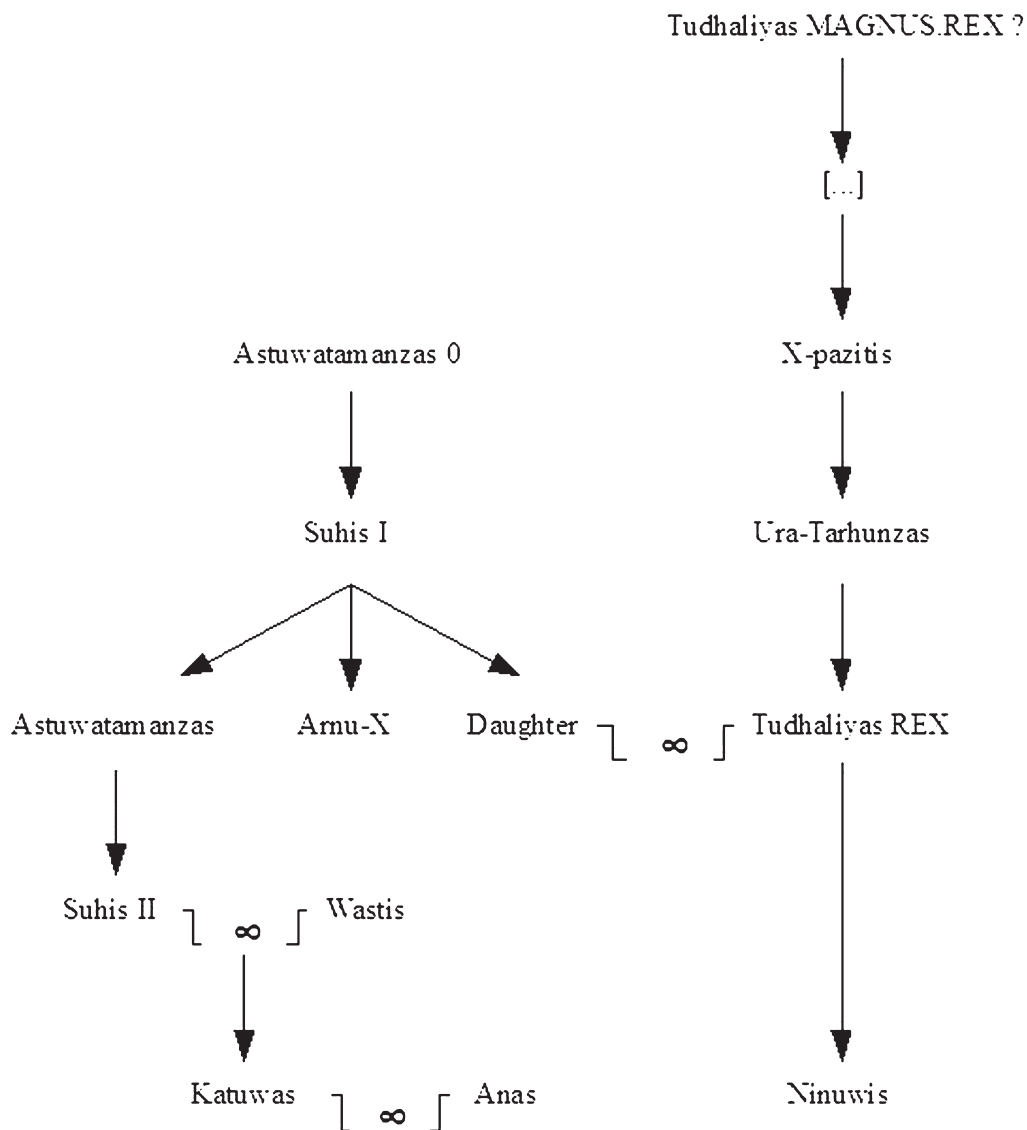 Tudhaliyas MAGNUS.REX ?
[...]
Astuwatamanzas 0 X-pazitis
Suhis I Ura-Tarhunzas
Astuwatamanzas Arnu-X Daughter ∞ Tudhaliyas REX
Suhis II ∞ Wastis
Katuwas ∞ Anas Ninuwis